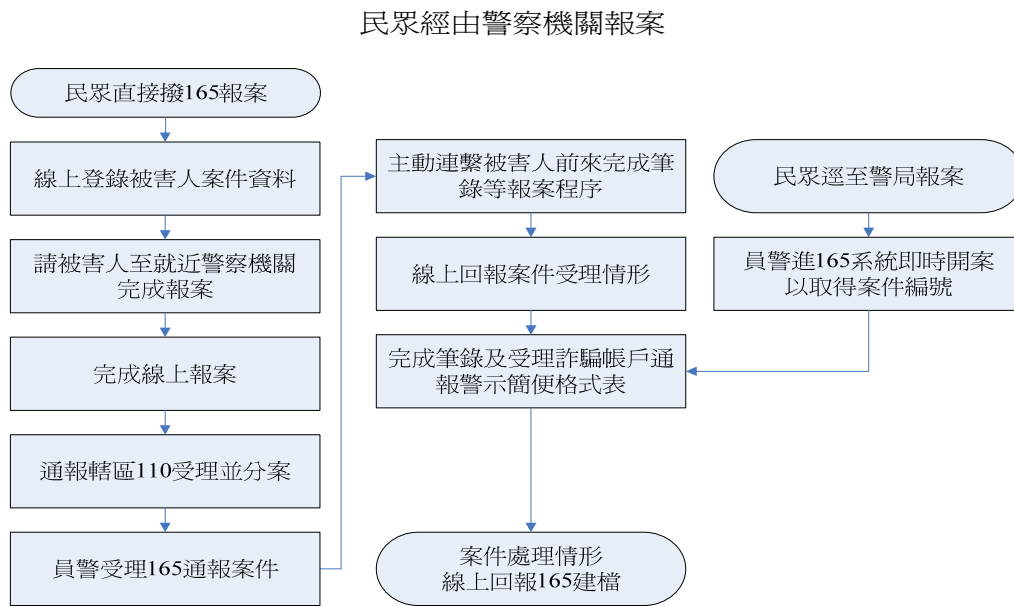 民眾經由警察機關報案
民眾直接撥165報案
線上登錄被害人案件資料
請被害人至就近警察機關
完成報案
完成線上報案
通報轄區110受理並分案
員警受理165通報案件
主動連繫被害人前來完成筆
錄等報案程序
線上回報案件受理情形
完成筆錄及受理詐騙帳戶通
報警示簡便格式表
案件處理情形
線上回報165建檔
民眾逕至警局報案
員警進165系統即時開案
以取得案件編號